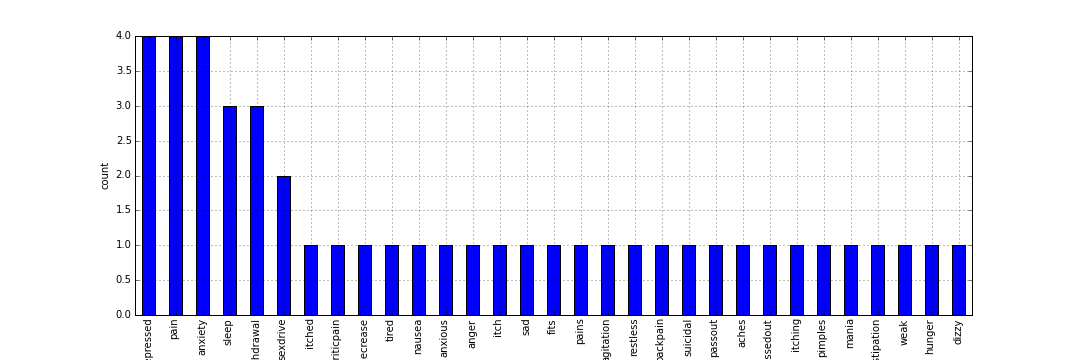 4.0
3.5
3.0
2.5
2.0
1.5
1.0
0.5
0.0
count
pressed
pain
anxiety
sleep
hdrawal
sexdrive
itched
riticpain
ecrease
tired
nausea
anxious
anger
itch
sad
fits
pains
gitation
restless
ackpain
suicidal
passout
aches
ssedout
itching
pimples
mania
tipation
weak
hunger
dizzy